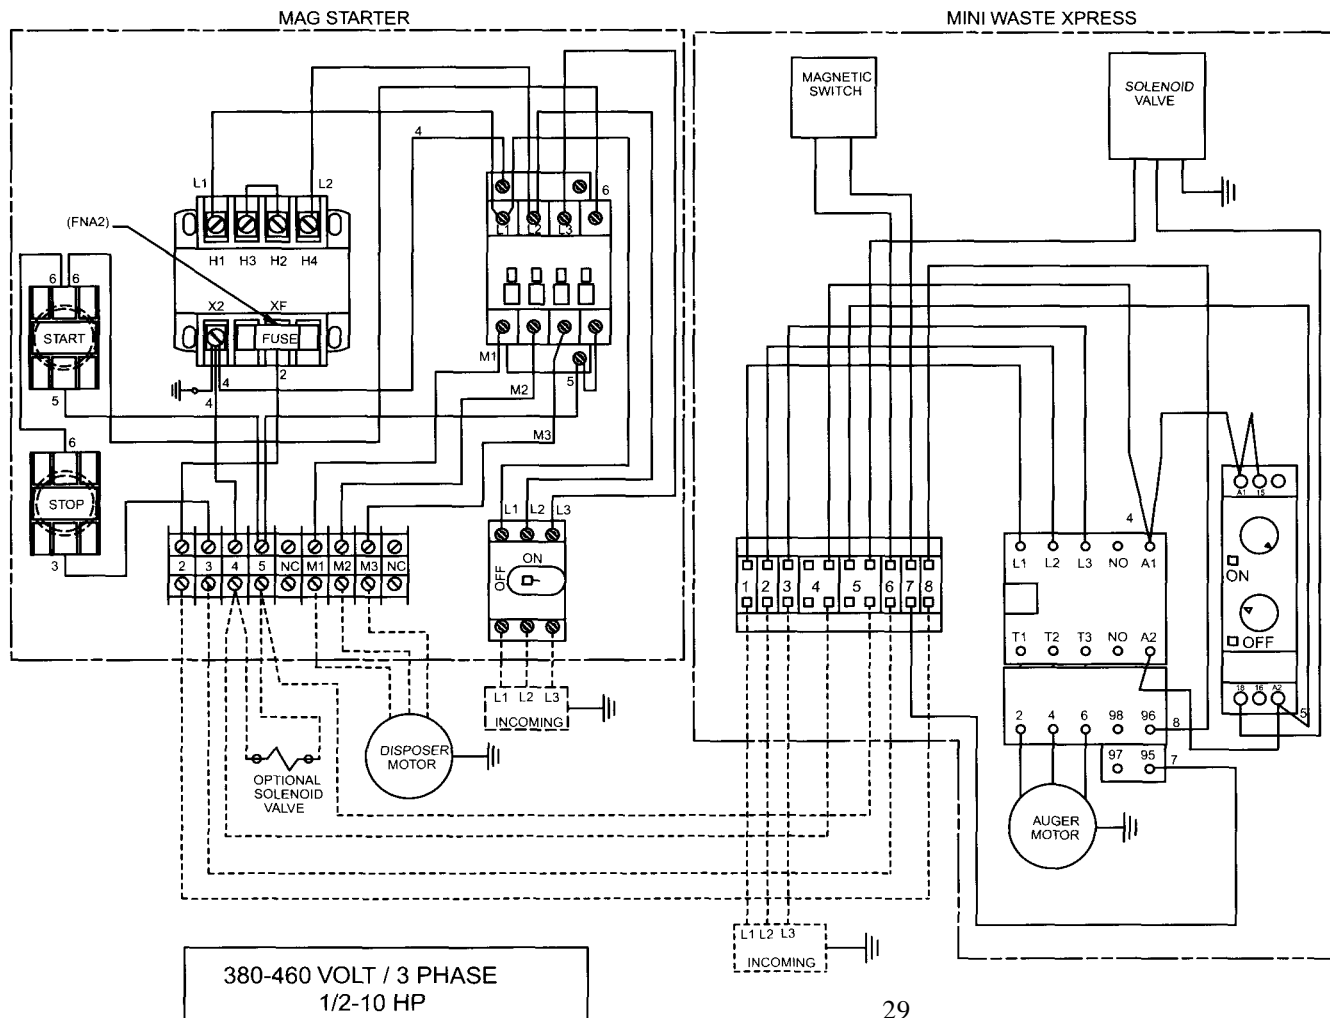 MAG STARTER
MINI WASTE XPRESS
MAGNETIC
SWITCH
SOLENOID
VALVE
4
L1
L2
6
(FNA2)
L1 L2 L3
H1 H3 H2 H4
6 6
X2 XF
START
FUSE
M1
4
2
5
M2
5
4
M3
6
STOP
L1 L2 L3
A1 15
3
ON
OFF
4
2 3 4 5 NC M1 M2 M3 NC
1 2 3 4 5 6 7 8
L1 L2 L3 NO A1
ON
T1 T2 T3 NO A2
OFF
L1 L2 L3
INCOMING
18 16 A2
5
2 4 6 98 96
8
DISPOSER
MOTOR
97 95
7
OPTIONAL
SOLENOID
VALVE
AUGER
MOTOR
L1 L2 L3
INCOMING
380-460 VOLT / 3 PHASE
1/2-10 HP
29